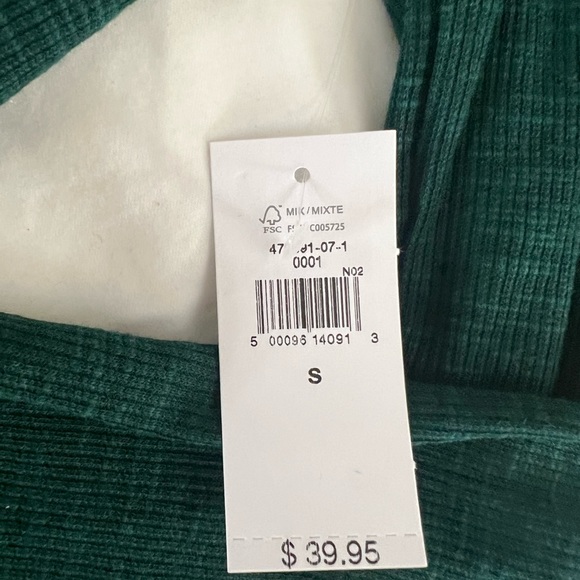 MIX/MIXTE
FSC C005725
0001
N02
5 00096 14091 3
S
$ 39.95